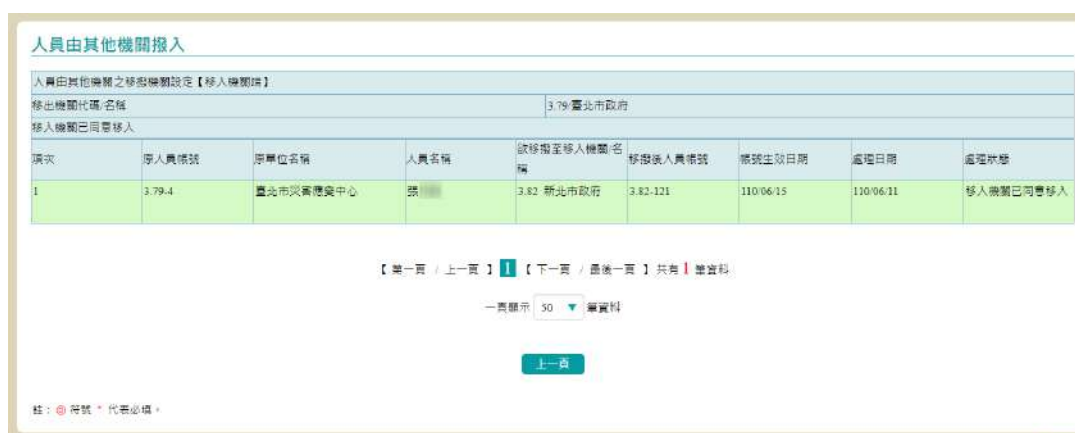 人員由其他機關撥入
人員由其他機關之移撥機關設定【移入機關端】
移出機關代碼/名稱 3.79/臺北市政府
移入機關已同意移入
項次 原人員帳號 原單位名稱 人員名稱 欲移撥至移入機關/名稱 移撥後人員帳號 帳號生效日期 處理日期 處理狀態
1 3.79-4 臺北市災害應變中心 張 3.82 新北市政府 3.82-121 110/06/15 110/06/11 移入機關已同意移入
【 第一頁 / 上一頁 】 1 【 下一頁 / 最後一頁 】 共有 1 筆資料
一頁顯示 50 筆資料
上一頁
註：@ 符號 * 代表必填。